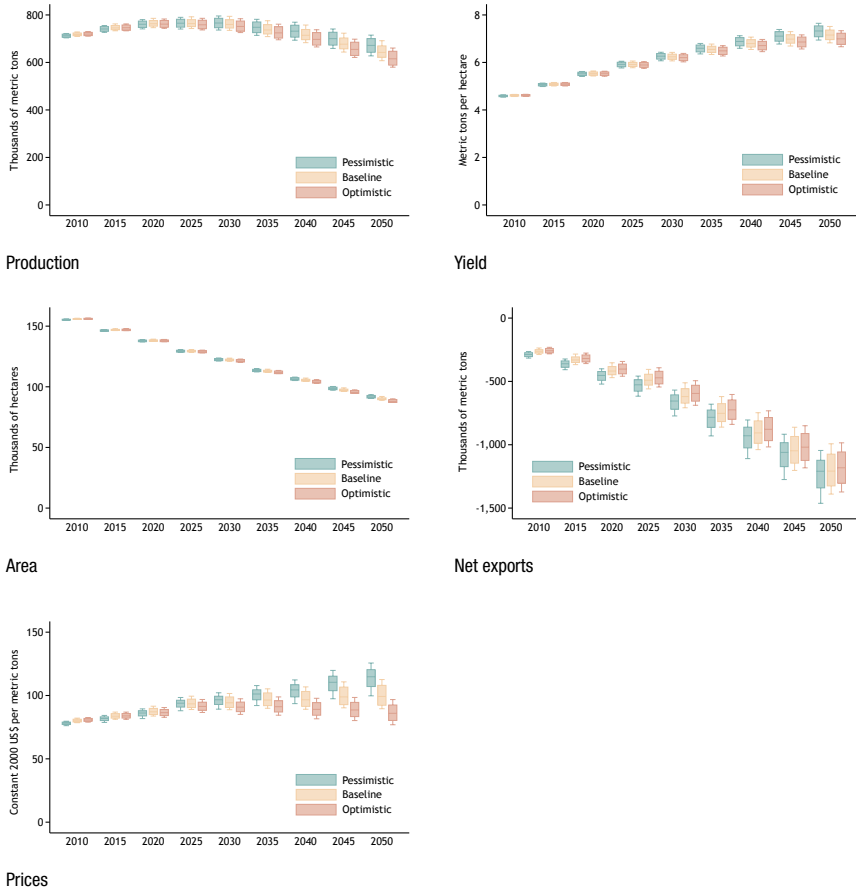 Thousands of metric tons
800
600
400
200
0
Pessimistic
Baseline
Optimistic
2010 2015 2020 2025 2030 2035 2040 2045 2050
Production
Metric tons per hectare
8
6
4
2
0
Pessimistic
Baseline
Optimistic
2010 2015 2020 2025 2030 2035 2040 2045 2050
Yield
Thousands of hectares
150
100
50
0
Pessimistic
Baseline
Optimistic
2010 2015 2020 2025 2030 2035 2040 2045 2050
Area
Thousands of metric tons
0
-500
-1,000
-1,500
Pessimistic
Baseline
Optimistic
2010 2015 2020 2025 2030 2035 2040 2045 2050
Net exports
Constant 2000 US$ per metric tons
150
100
50
0
Pessimistic
Baseline
Optimistic
2010 2015 2020 2025 2030 2035 2040 2045 2050
Prices